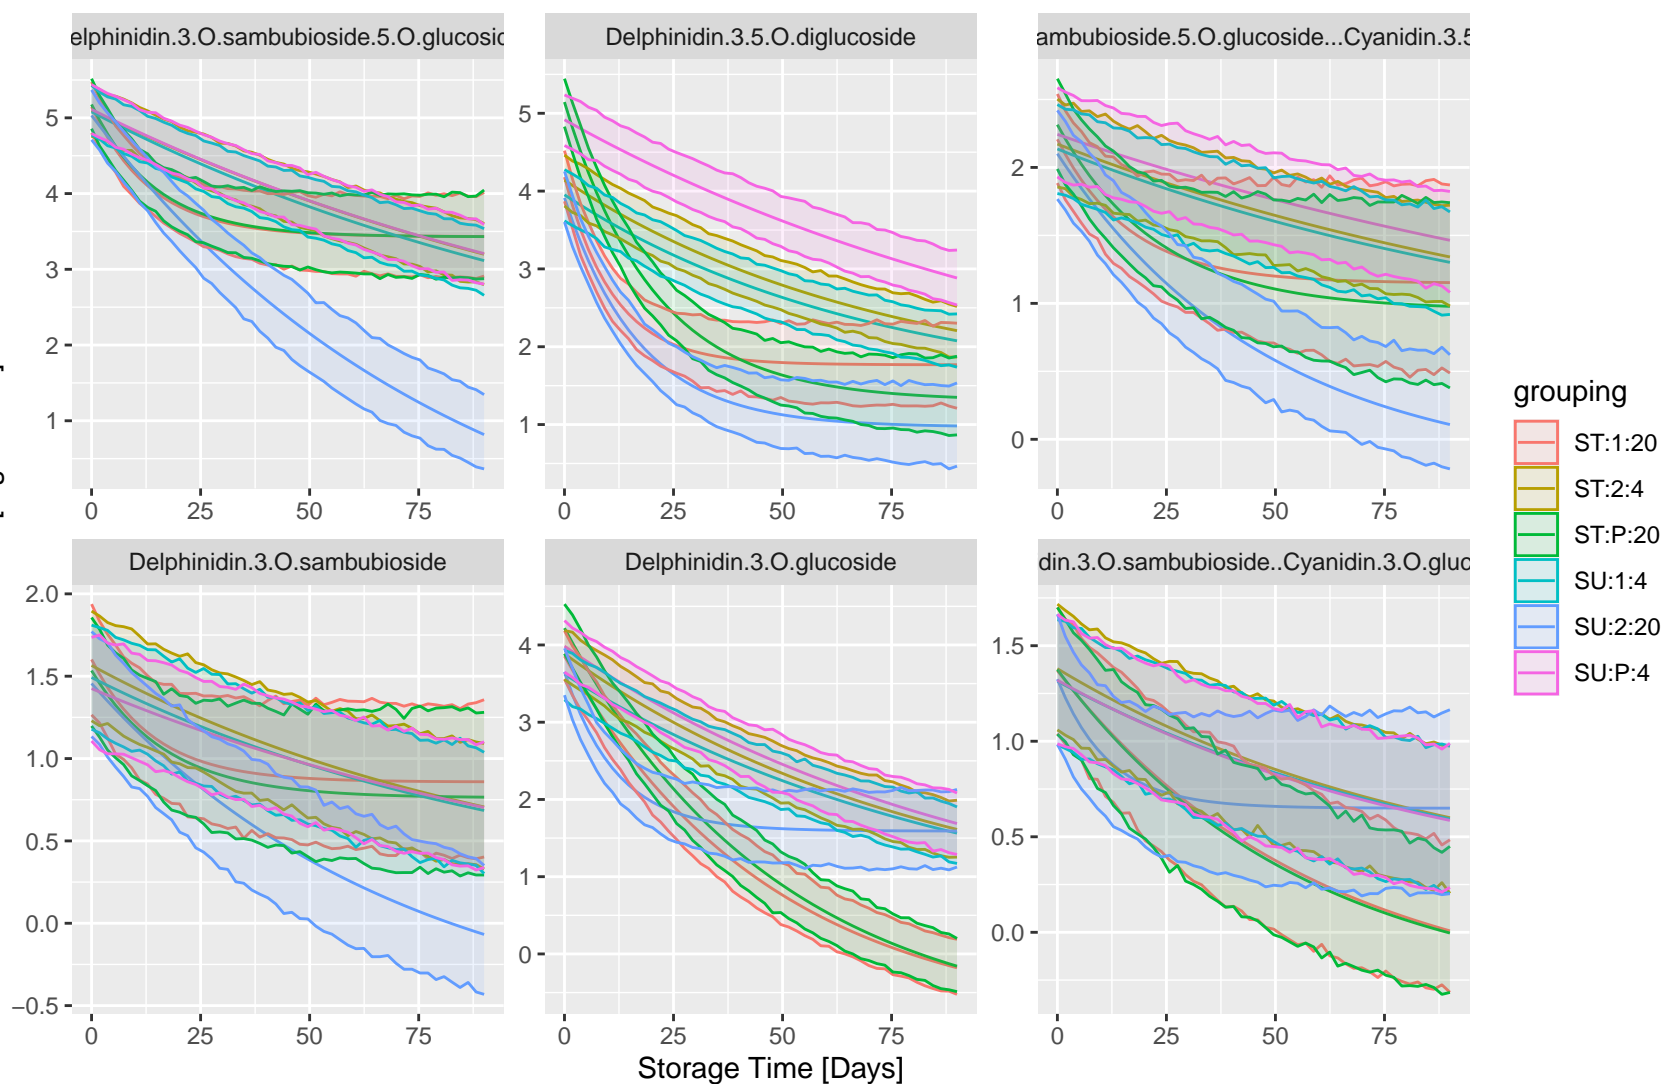 elphinidin.3.O.sambubioside.5.O.glucosid
Delphinidin.3.5.O.diglucoside
ambubioside.5.O.glucoside...Cyanidin.3.5
5
4
3
2
1
0 25 50 75
5
4
3
2
1
0 25 50 75
2
1
0
0 25 50 75
Delphinidin.3.O.sambubioside
Delphinidin.3.O.glucoside
din.3.O.sambubioside..Cyanidin.3.O.gluc
2.0
1.5
1.0
0.5
0.0
−0.5
0 25 50 75
4
3
2
1
0
0 25 50 75
1.5
1.0
0.5
0.0
0 25 50 75
Storage Time [Days]
grouping
ST:1:20
ST:2:4
ST:P:20
SU:1:4
SU:2:20
SU:P:4